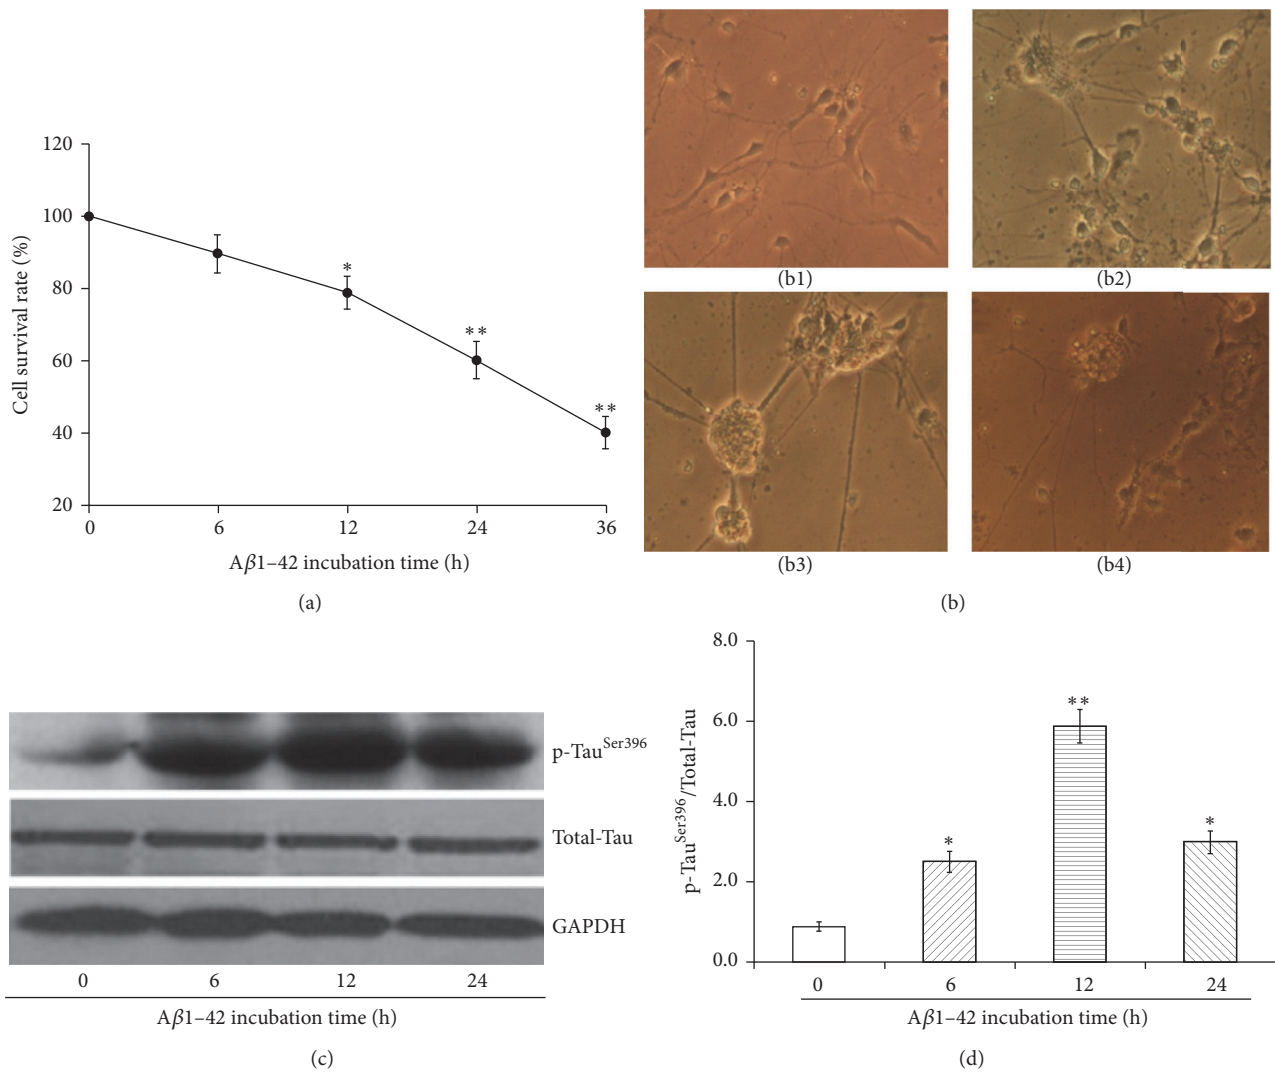 120
100
80
60
40
20
Cell survival rate (%)
*
**
**
0 6 12 24 36
Aβ1–42 incubation time (h)
(a)
(b1)
(b2)
(b3)
(b4)
(b)
p-Tau^Ser396
Total-Tau
GAPDH
0 6 12 24
Aβ1–42 incubation time (h)
(c)
8.0
6.0
4.0
2.0
0.0
p-Tau^Ser396/Total-Tau
*
**
*
0 6 12 24
Aβ1–42 incubation time (h)
(d)